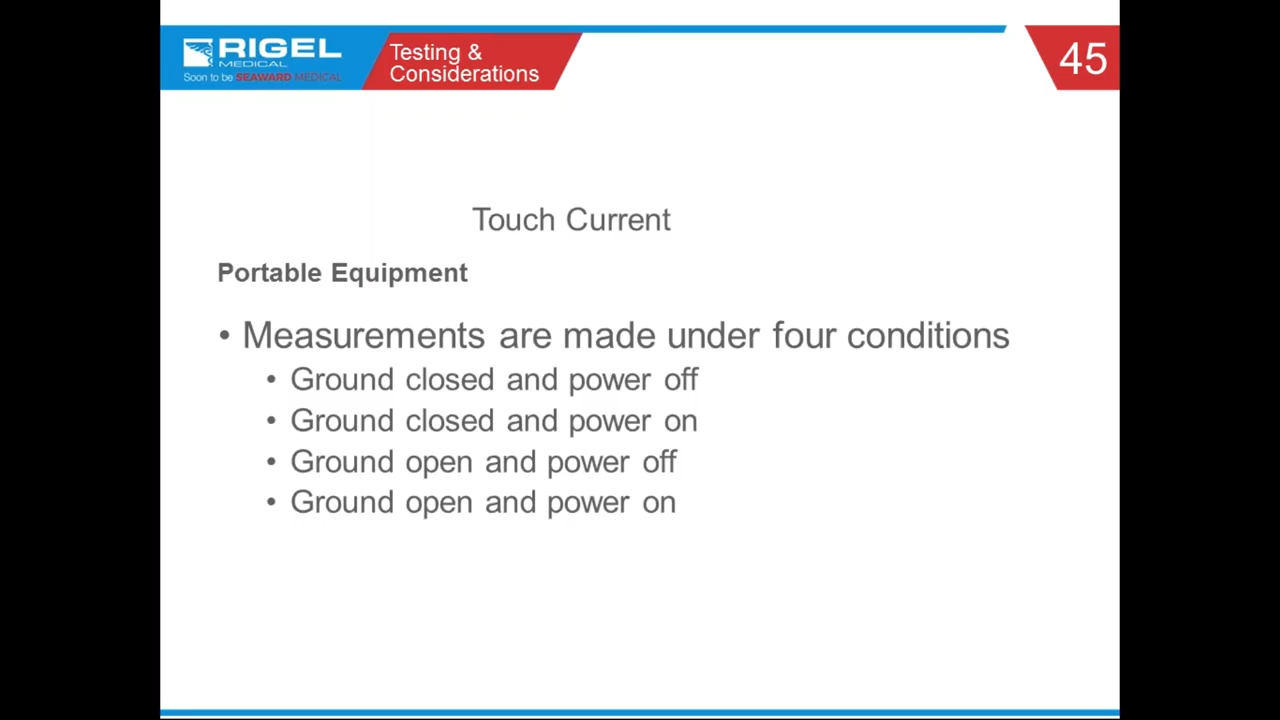 RIGEL
MEDICAL
Soon to be SEAWARD MEDICAL
Testing &
Considerations
45
Touch Current
Portable Equipment
• Measurements are made under four conditions
• Ground closed and power off
• Ground closed and power on
• Ground open and power off
• Ground open and power on